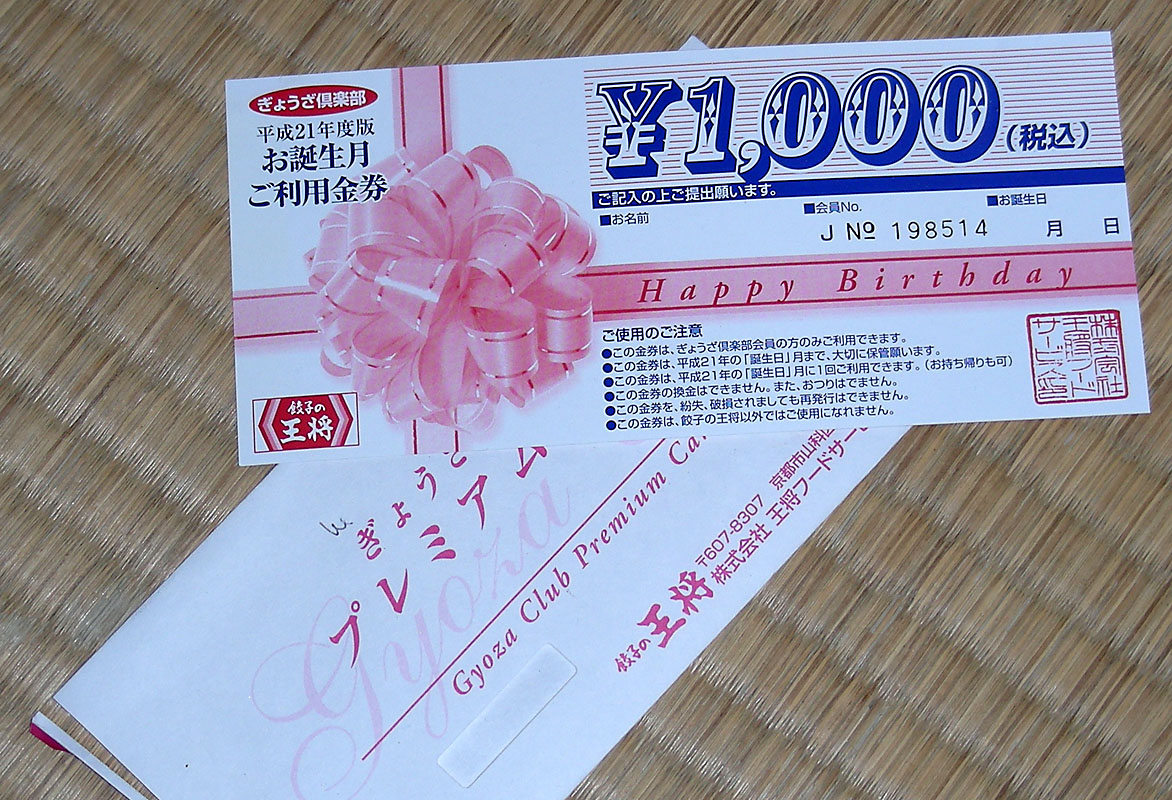 ぎょうざ倶楽部
平成21年度版
お誕生月
ご利用金券
¥1,000(税込)
ご記入の上ご提出願います。
■お名前 ■会員No. ■お誕生日
J No 198514 月 日
Happy Birthday
ご使用のご注意
●この金券は、ぎょうざ倶楽部会員の方のみご利用できます。
●この金券は、平成21年の「誕生日」月まで、大切に保管願います。
●この金券は、平成21年の「誕生日」月に1回ご利用できます。(お持ち帰りも可)
●この金券の換金はできません。また、おつりはでません。
●この金券を、紛失、破損されましても再発行はできません。
●この金券は、餃子の王将以外ではご使用になれません。
餃子の
王将
ぎょう
プレミアム
Gyoza
Gyoza Club Premium
餃子の王将
〒607-8307 京都市山科区
株式会社 王将フードサー